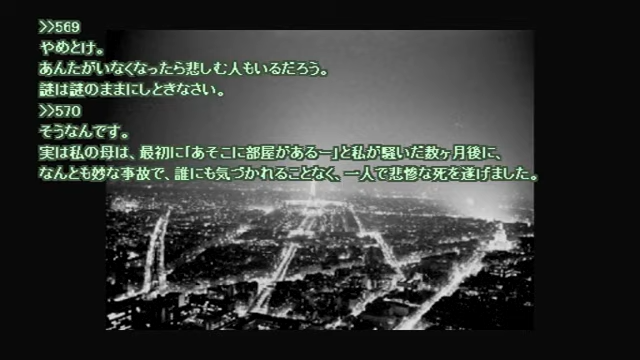 >>569
やめとけ。
あんたがいなくなったら悲しむ人もいるだろう。
謎は謎のままにしときなさい。
>>570
そうなんです。
実は私の母は、最初に「あそこに部屋があるー」と私が騒いだ数ヶ月後に、
なんとも妙な事故で、誰にも気づかれることなく、一人で悲惨な死を遂げました。